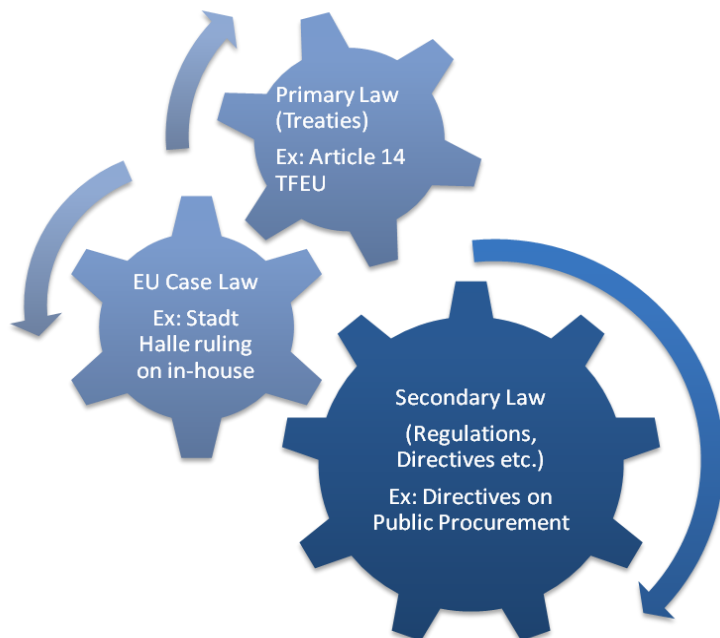 Primary Law
(Treaties)
Ex: Article 14
TFEU
EU Case Law
Ex: Stadt
Halle ruling
on in-house
Secondary Law
(Regulations,
Directives etc.)
Ex: Directives on
Public Procurement